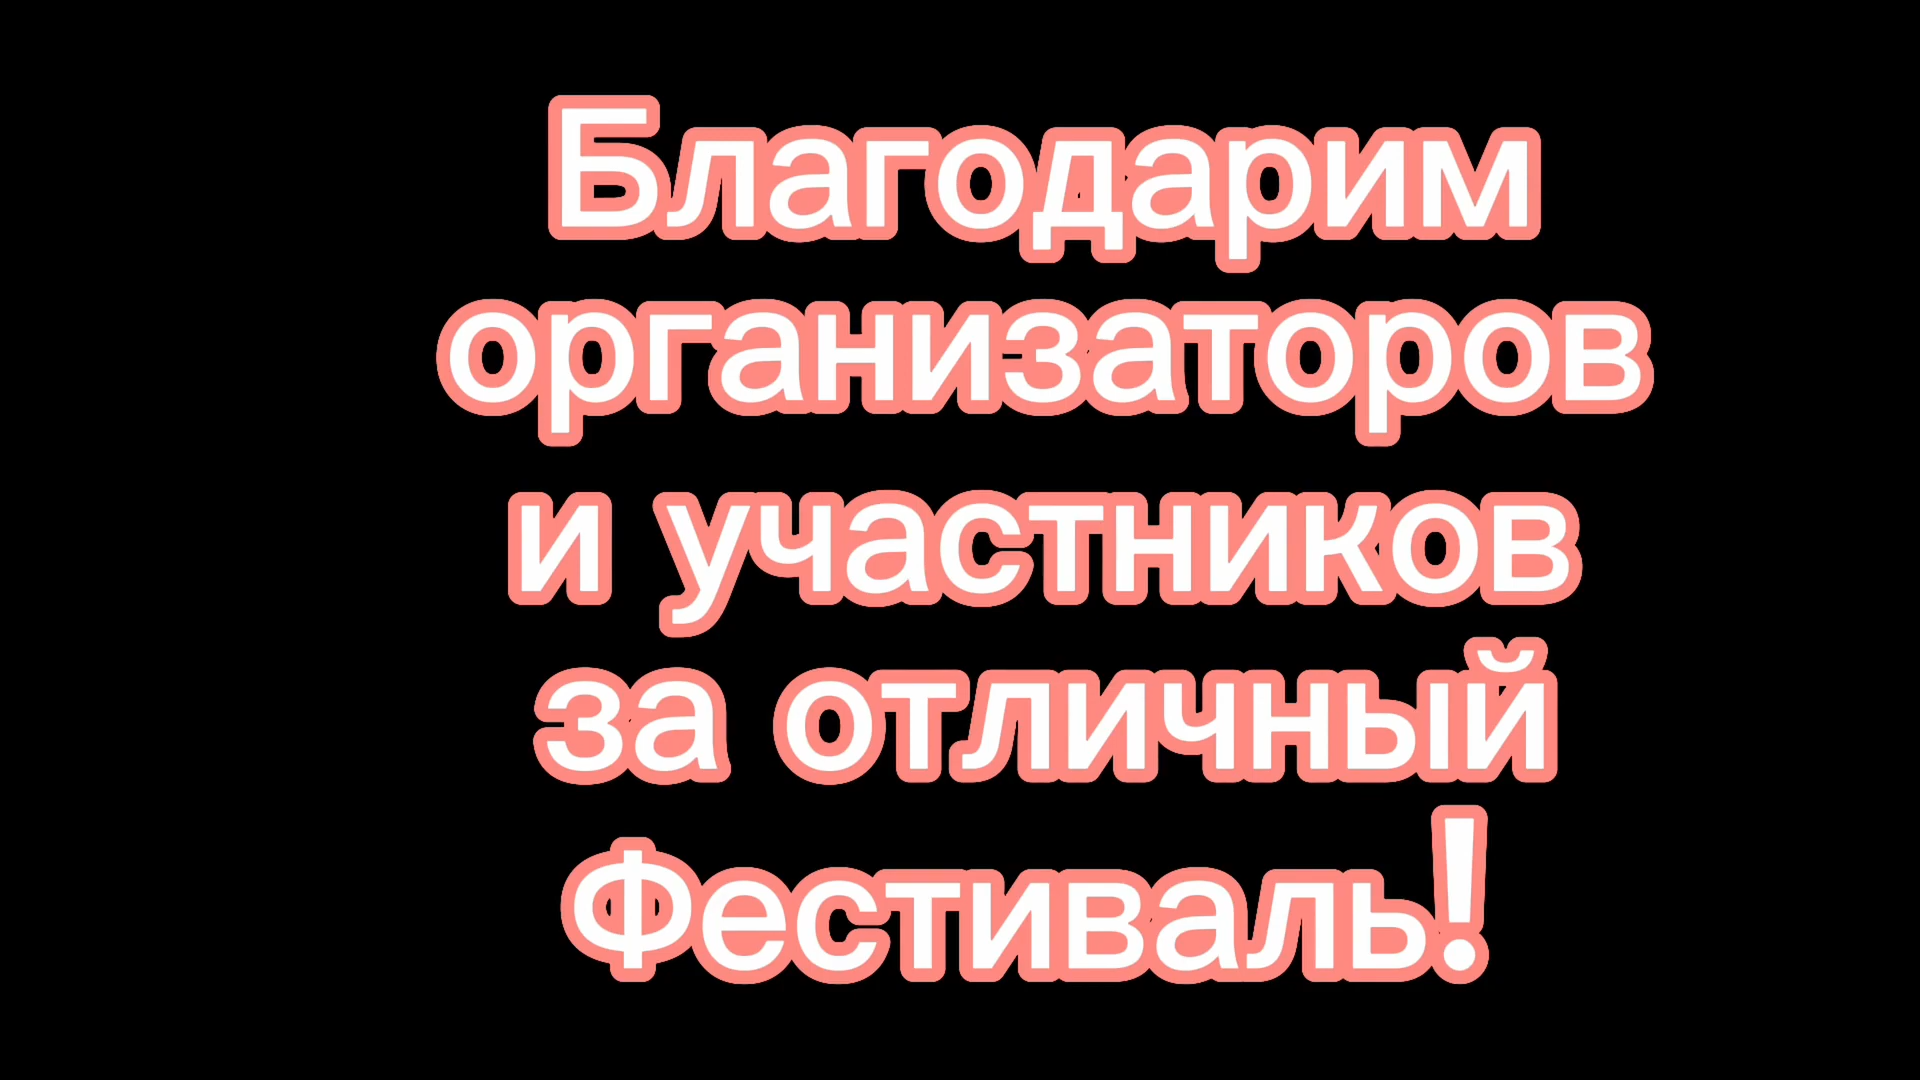 Благодарим
организаторов
и участников
за отличный
Фестиваль!